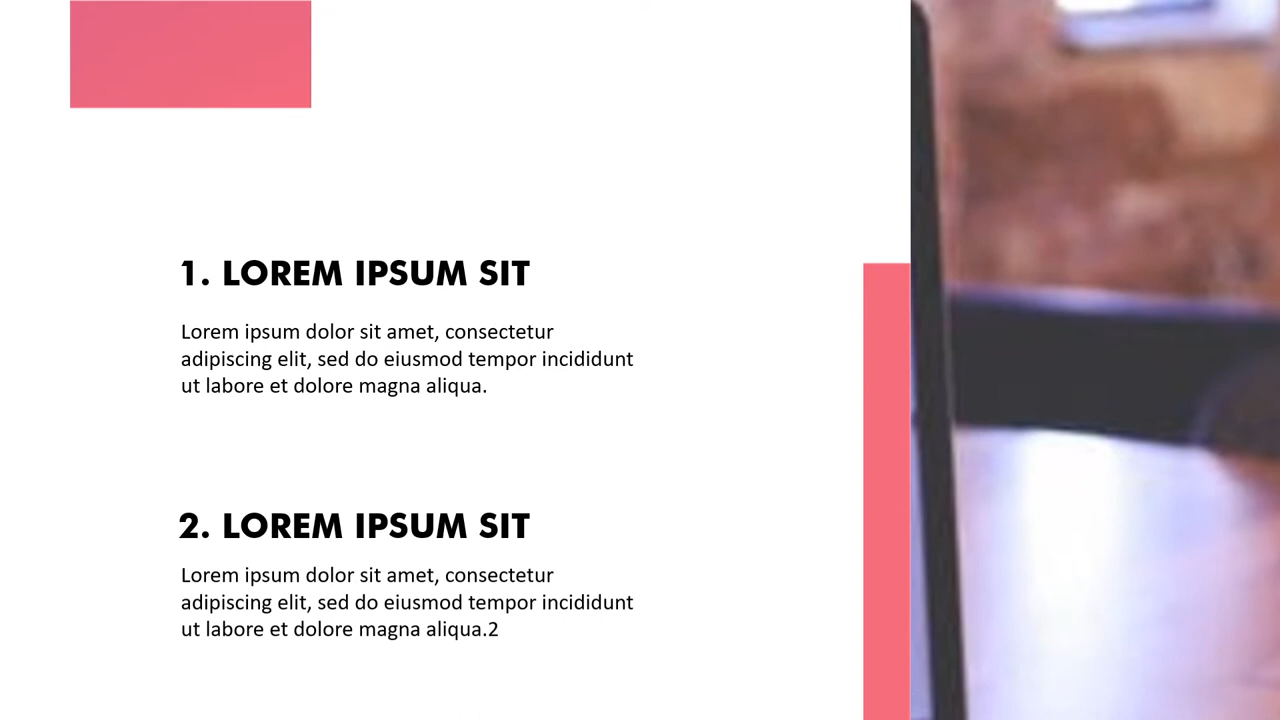 1. LOREM IPSUM SIT
Lorem ipsum dolor sit amet, consectetur
adipiscing elit, sed do eiusmod tempor incididunt
ut labore et dolore magna aliqua.
2. LOREM IPSUM SIT
Lorem ipsum dolor sit amet, consectetur
adipiscing elit, sed do eiusmod tempor incididunt
ut labore et dolore magna aliqua.2